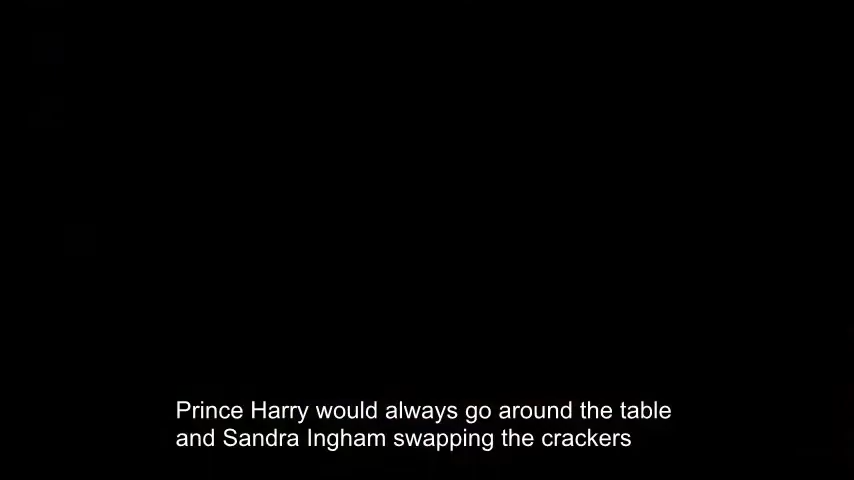 Prince Harry would always go around the table
and Sandra Ingham swapping the crackers